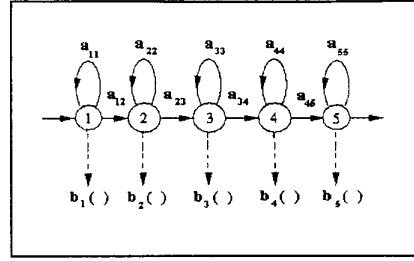 a11 a22 a33 a44 a55
a12 a23 a34 a45
1 2 3 4 5
b1( ) b2( ) b3( ) b4( ) b5( )